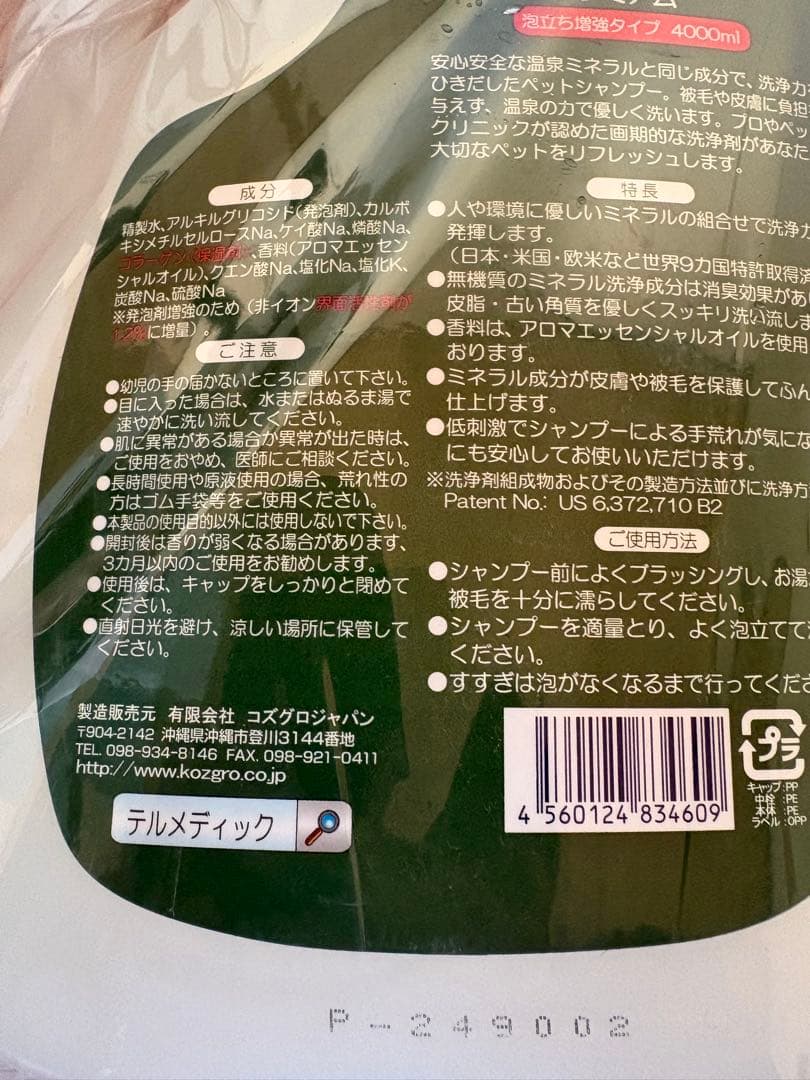 泡立ち増強タイプ 4000ml
安心安全な温泉ミネラルと同じ成分で、洗浄力を
ひきだしたペットシャンプー。被毛や皮膚に負担
与えず、温泉の力で優しく洗います。プロやペッ
クリニックが認めた画期的な洗浄剤があなた
大切なペットをリフレッシュします。
成分
精製水、アルキルグリコシド(発泡剤)、カルボ
キシメチルセルロースNa、ケイ酸Na、燐酸Na、
コラーゲン(保湿剤)、香料(アロマエッセン
シャルオイル)、クエン酸Na、塩化Na、塩化K、
炭酸Na、硫酸Na
※発泡剤増強のため(非イオン界面活性剤が
1.2%に増量)。
ご注意
●幼児の手の届かないところに置いて下さい。
●目に入った場合は、水またはぬるま湯で
速やかに洗い流してください。
●肌に異常がある場合か異常が出た時は、
ご使用をおやめ、医師にご相談ください。
●長時間使用や原液使用の場合、荒れ性の
方はゴム手袋等をご使用ください。
●本製品の使用目的以外には使用しないで下さい。
●開封後は香りが弱くなる場合があります、
3カ月以内のご使用をお勧めします。
●使用後は、キャップをしっかりと閉めて
ください。
●直射日光を避け、涼しい場所に保管して
ください。
特長
●人や環境に優しいミネラルの組合せで洗浄力
発揮します。
(日本・米国・欧米など世界9カ国特許取得済
●無機質のミネラル洗浄成分は消臭効果があ
皮脂・古い角質を優しくスッキリ洗い流しま
●香料は、アロマエッセンシャルオイルを使用
おります。
●ミネラル成分が皮膚や被毛を保護してふん
仕上げます。
●低刺激でシャンプーによる手荒れが気にな
にも安心してお使いいただけます。
※洗浄剤組成物およびその製造方法並びに洗浄方
Patent No.: US 6,372,710 B2
ご使用方法
●シャンプー前によくブラッシングし、お湯
被毛を十分に濡らしてください。
●シャンプーを適量とり、よく泡立てて
ください。
●すすぎは泡がなくなるまで行ってくださ
製造販売元 有限会社 コズグロジャパン
〒904-2142 沖縄県沖縄市登川3144番地
TEL. 098-934-8146 FAX. 098-921-0411
http://www.kozgro.co.jp
テルメディック
4 560124 834609
プラ
キャップ:PP
中栓:PE
本体:PE
ラベル:OPP
P-249002